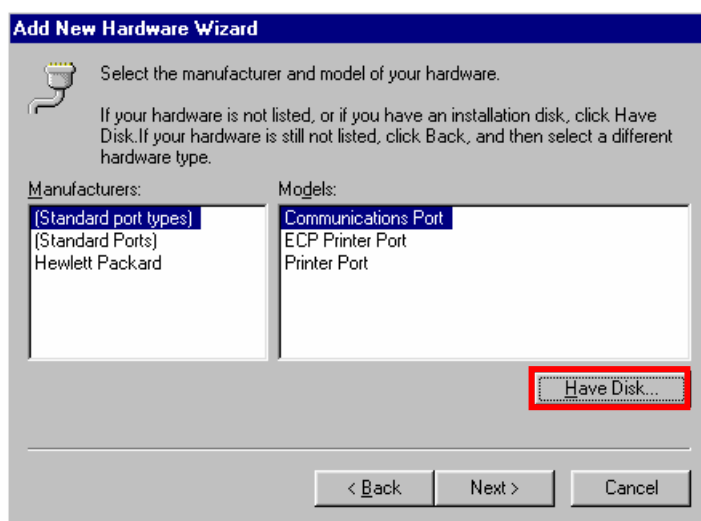 Add New Hardware Wizard
Select the manufacturer and model of your hardware.
If your hardware is not listed, or if you have an installation disk, click Have
Disk.If your hardware is still not listed, click Back, and then select a different
hardware type.
Manufacturers:
Models:
(Standard port types)
(Standard Ports)
Hewlett Packard
Communications Port
ECP Printer Port
Printer Port
Have Disk...
< Back
Next >
Cancel